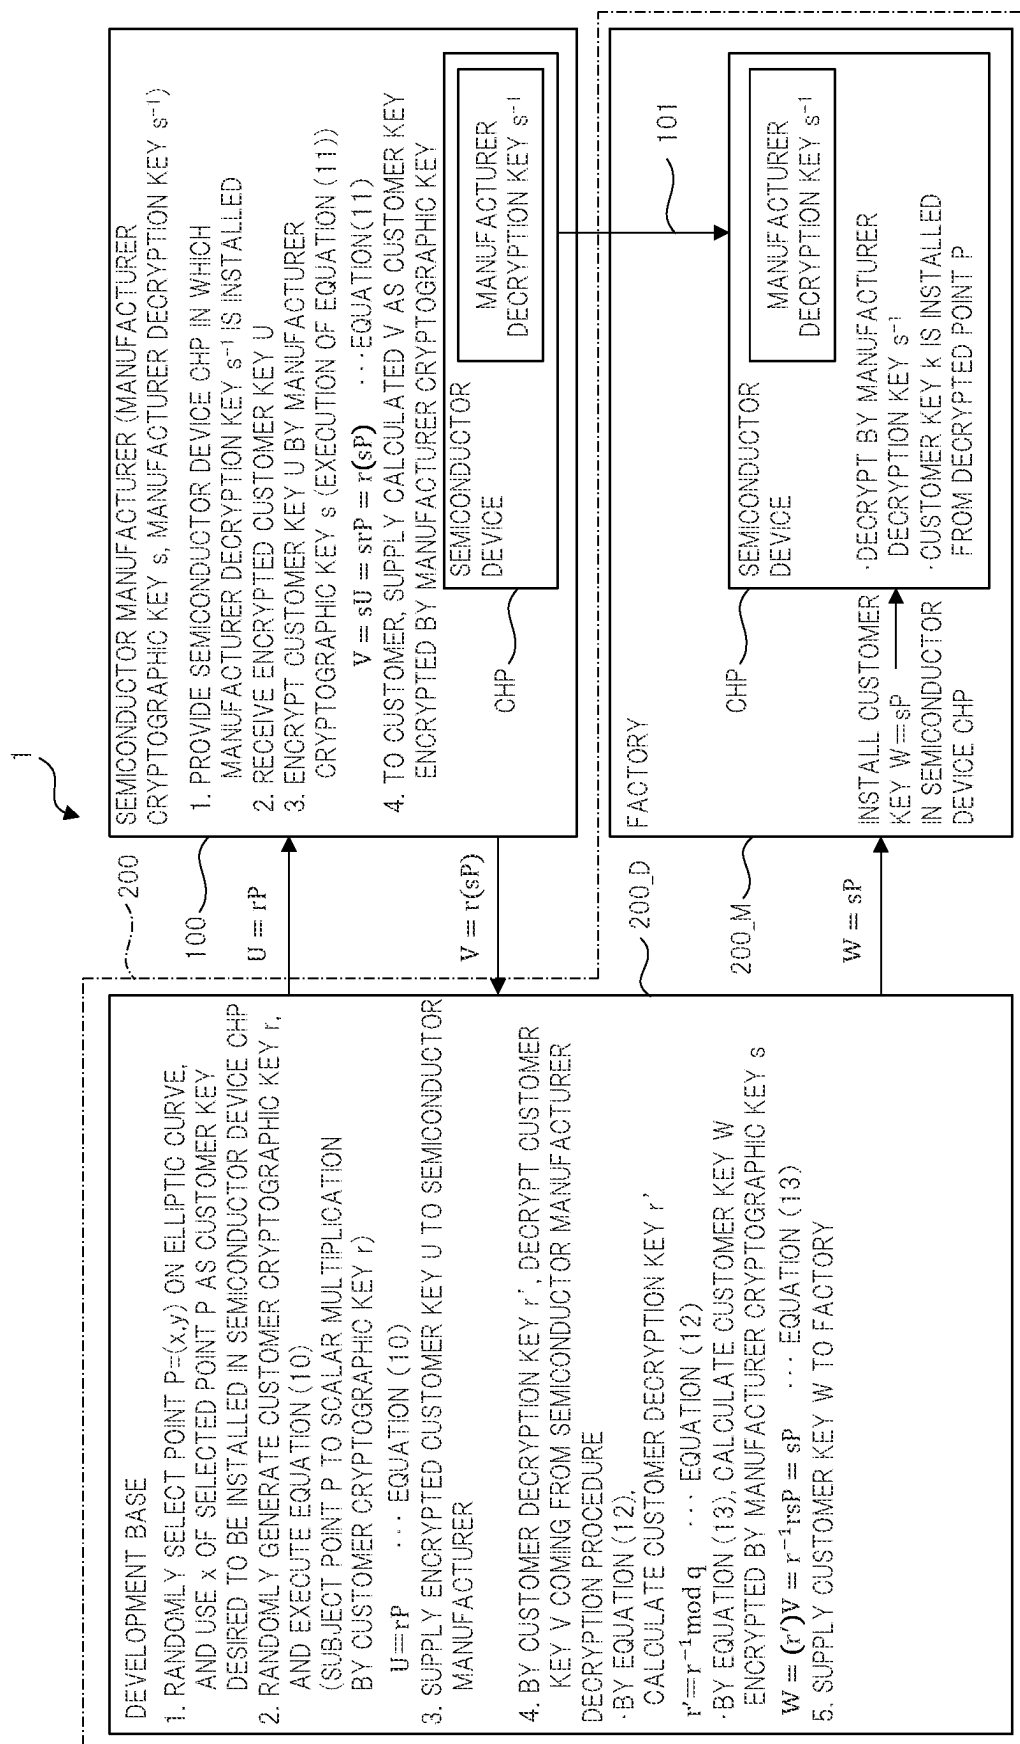 1
200
DEVELOPMENT BASE
1. RANDOMLY SELECT POINT P=(x,y) ON ELLIPTIC CURVE,
AND USE x OF SELECTED POINT P AS CUSTOMER KEY
DESIRED TO BE INSTALLED IN SEMICONDUCTOR DEVICE CHP
2. RANDOMLY GENERATE CUSTOMER CRYPTOGRAPHIC KEY r,
AND EXECUTE EQUATION (10)
(SUBJECT POINT P TO SCALAR MULTIPLICATION
BY CUSTOMER CRYPTOGRAPHIC KEY r)
U=rP ··· EQUATION (10)
3. SUPPLY ENCRYPTED CUSTOMER KEY U TO SEMICONDUCTOR
MANUFACTURER
4. BY CUSTOMER DECRYPTION KEY r', DECRYPT CUSTOMER
KEY V COMING FROM SEMICONDUCTOR MANUFACTURER
DECRYPTION PROCEDURE
·BY EQUATION (12),
CALCULATE CUSTOMER DECRYPTION KEY r'
r'=r⁻¹mod q ··· EQUATION (12)
·BY EQUATION (13), CALCULATE CUSTOMER KEY W
ENCRYPTED BY MANUFACTURER CRYPTOGRAPHIC KEY s
W = (r')V = r⁻¹rsP = sP ··· EQUATION (13)
5. SUPPLY CUSTOMER KEY W TO FACTORY
100
U = rP
V = r(sP)
200_D
200_M
W = sP
SEMICONDUCTOR MANUFACTURER (MANUFACTURER
CRYPTOGRAPHIC KEY s, MANUFACTURER DECRYPTION KEY s⁻¹)
1. PROVIDE SEMICONDUCTOR DEVICE CHP IN WHICH
MANUFACTURER DECRYPTION KEY s⁻¹ IS INSTALLED
2. RECEIVE ENCRYPTED CUSTOMER KEY U
3. ENCRYPT CUSTOMER KEY U BY MANUFACTURER
CRYPTOGRAPHIC KEY s (EXECUTION OF EQUATION (11))
V = sU = srP = r(sP) ··· EQUATION(11)
4. TO CUSTOMER, SUPPLY CALCULATED V AS CUSTOMER KEY
ENCRYPTED BY MANUFACTURER CRYPTOGRAPHIC KEY
CHP
SEMICONDUCTOR
DEVICE
MANUFACTURER
DECRYPTION KEY s⁻¹
101
FACTORY
CHP
SEMICONDUCTOR
DEVICE
MANUFACTURER
DECRYPTION KEY s⁻¹
INSTALL CUSTOMER
KEY W=sP
IN SEMICONDUCTOR
DEVICE CHP
·DECRYPT BY MANUFACTURER
DECRYPTION KEY s⁻¹
·CUSTOMER KEY k IS INSTALLED
FROM DECRYPTED POINT P